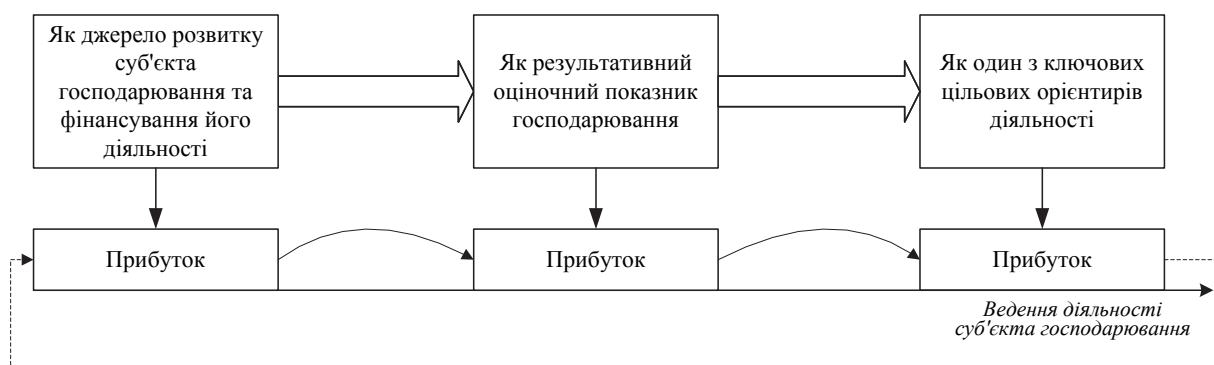 Як джерело розвитку
суб'єкта
господарювання та
фінансування його
діяльності
Як результативний
оціночний показник
господарювання
Як один з ключових
цільових орієнтирів
діяльності
Прибуток
Прибуток
Прибуток
Ведення діяльності
суб'єкта господарювання